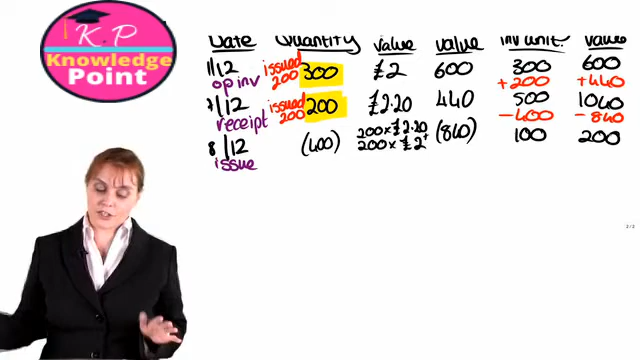 K.P
Knowledge
Point
Date Quantity value value inv unit. value
1/12 issued 200 300 £2 600 300 600
op inv +200 +440
7/12 issued 200 200 £2.20 440 500 1040
receipt -400 -840
8/12 (400) 200 x £2.20 (840) 100 200
issue 200 x £2